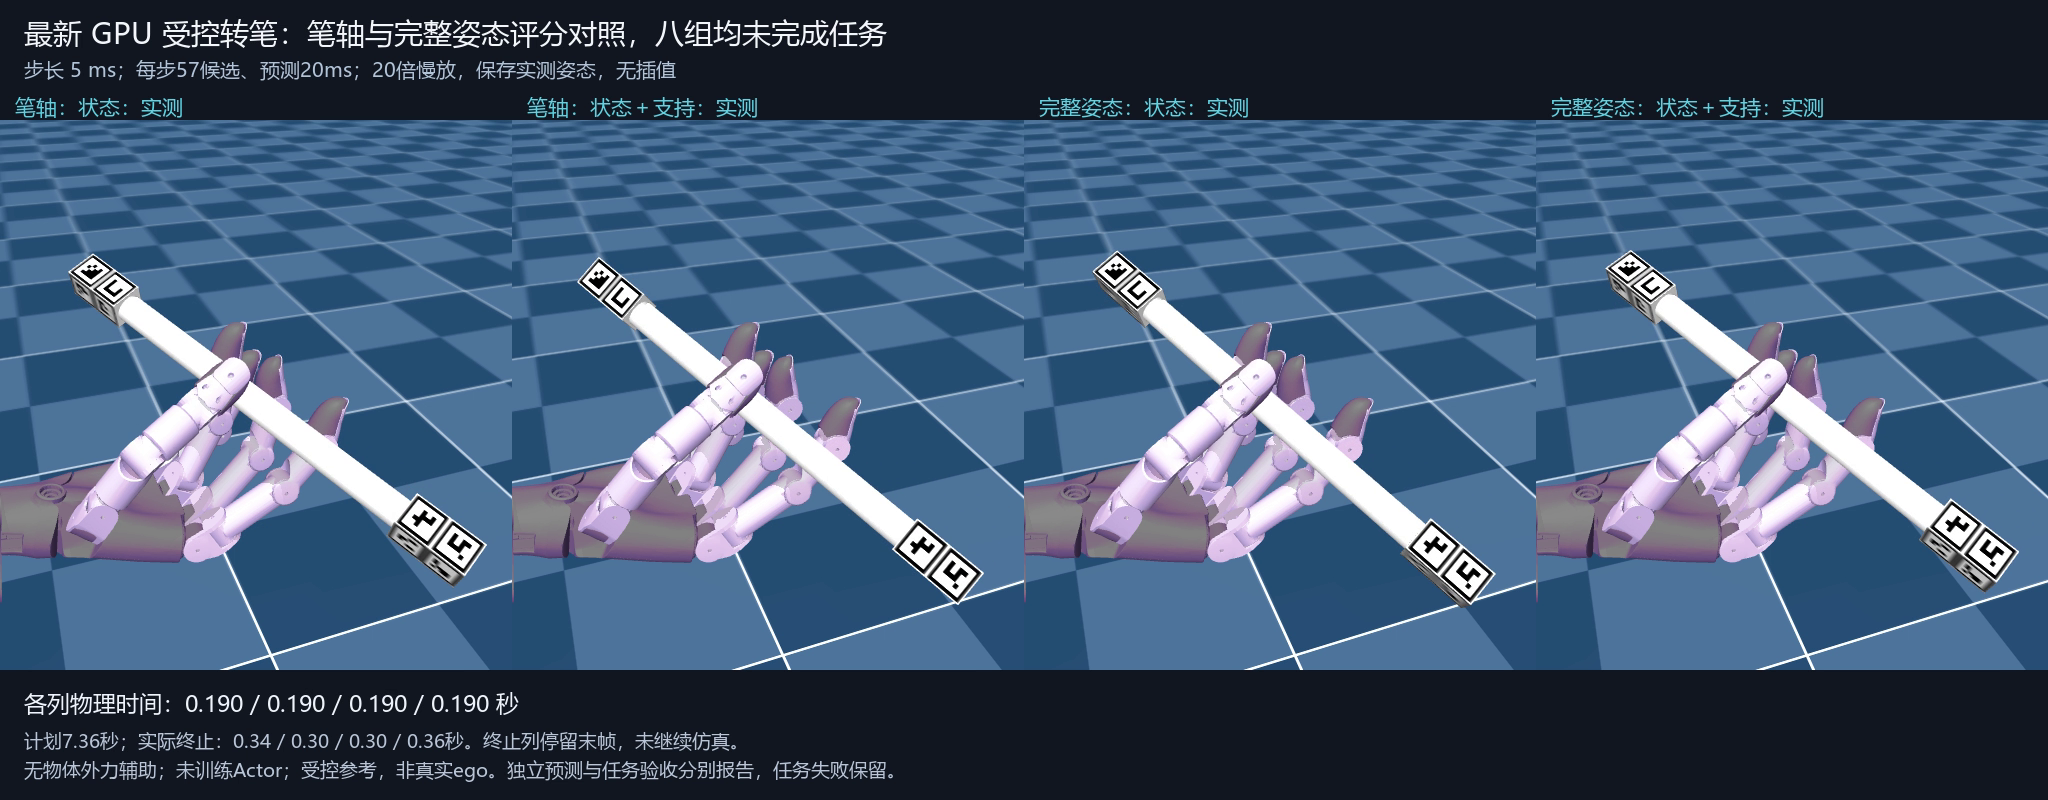 最新 GPU 受控转笔：笔轴与完整姿态评分对照，八组均未完成任务
步长 5 ms；每步57候选、预测20ms；20倍慢放，保存实测姿态，无插值
笔轴：状态：实测
笔轴：状态＋支持：实测
完整姿态：状态：实测
完整姿态：状态＋支持：实测
各列物理时间：0.190 / 0.190 / 0.190 / 0.190 秒
计划7.36秒；实际终止：0.34 / 0.30 / 0.30 / 0.36秒。终止列停留末帧，未继续仿真。
无物体外力辅助；未训练Actor；受控参考，非真实ego。独立预测与任务验收分别报告，任务失败保留。